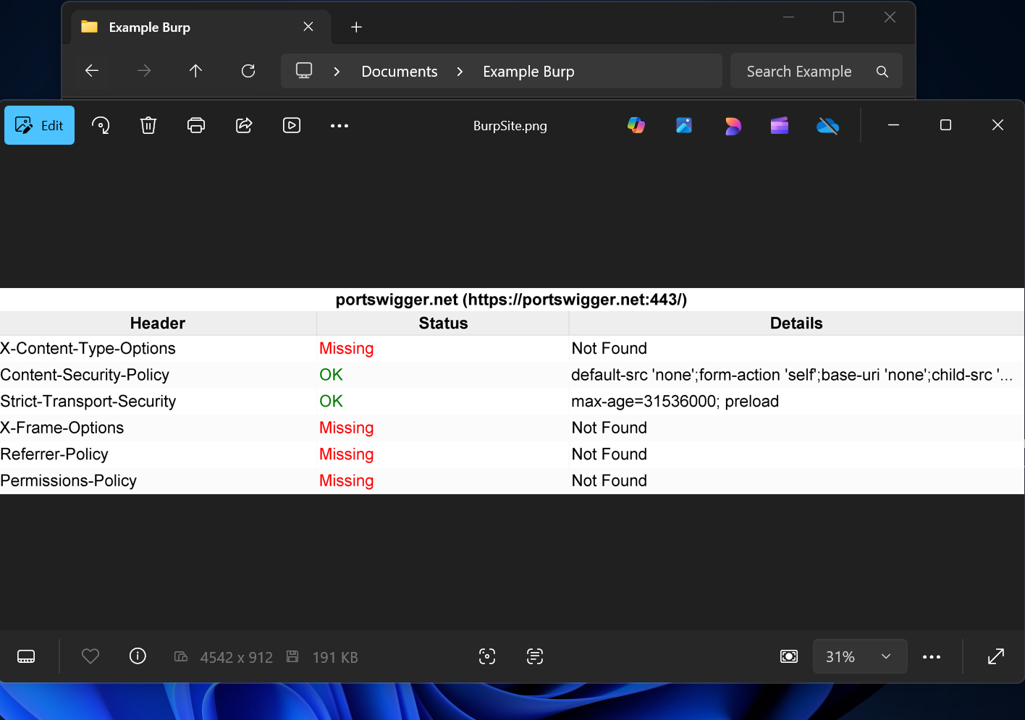 Example Burp
Documents > Example Burp
Search Example
Edit
BurpSite.png
portswigger.net (https://portswigger.net:443/)
Header Status Details
X-Content-Type-Options Missing Not Found
Content-Security-Policy OK default-src 'none';form-action 'self';base-uri 'none';child-src '...
Strict-Transport-Security OK max-age=31536000; preload
X-Frame-Options Missing Not Found
Referrer-Policy Missing Not Found
Permissions-Policy Missing Not Found
4542 x 912 191 KB 31%